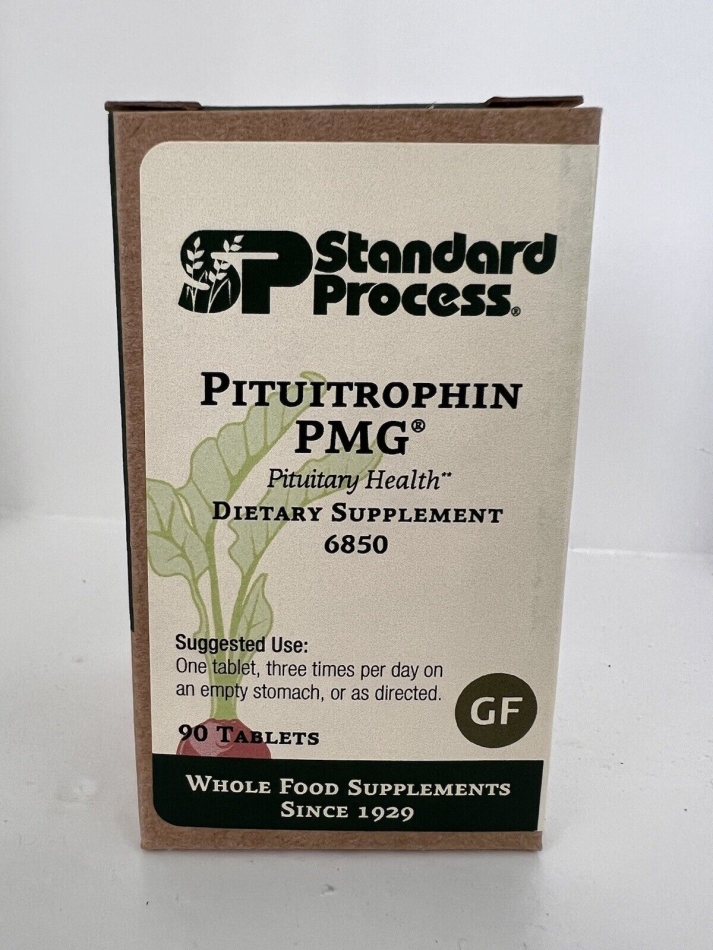 SP Standard
Process®
PITUITROPHIN
PMG®
Pituitary Health**
DIETARY SUPPLEMENT
6850
Suggested Use:
One tablet, three times per day on
an empty stomach, or as directed.
GF
90 TABLETS
WHOLE FOOD SUPPLEMENTS
SINCE 1929